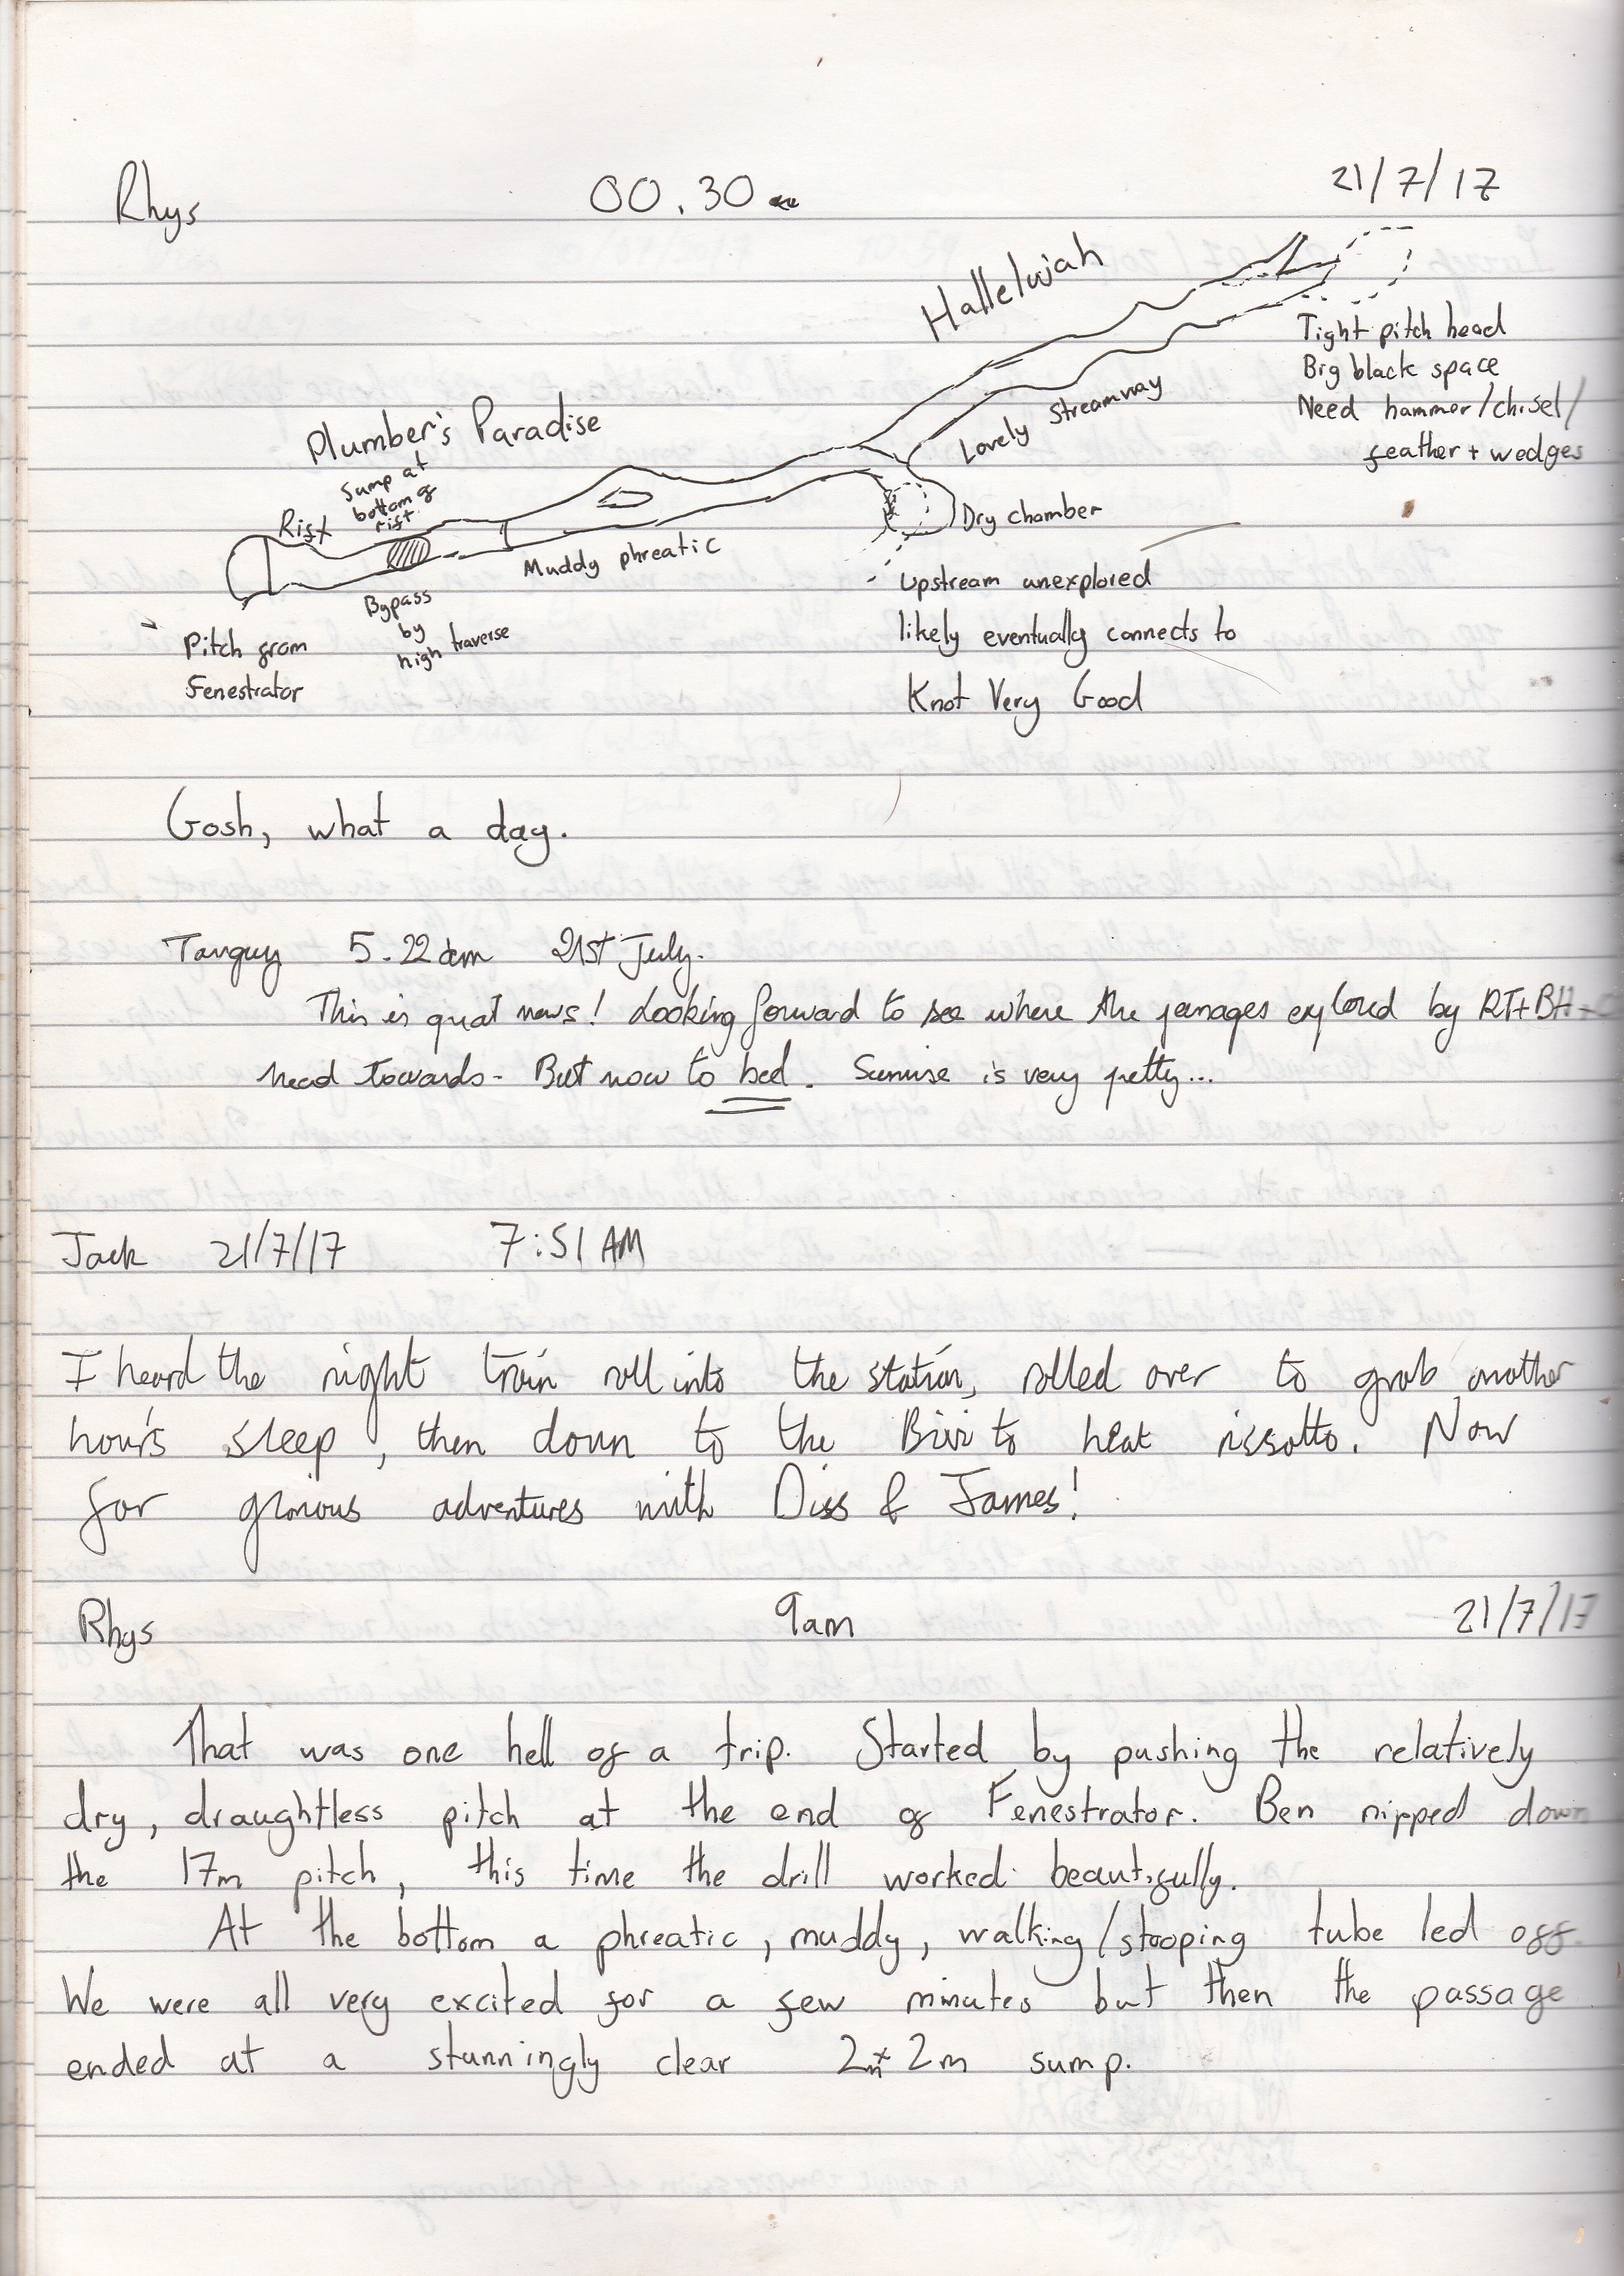 Rhys 00.30 21/7/17
Hallelujah
Tight pitch head
Big black space
Need hammer/chisel/
feather + wedges
Lovely Streamway
Plumber's Paradise
Sump at
bottom of
rift
Rift
Dry chamber
Muddy phreatic
Upstream unexplored
likely eventually connects to
Knot Very Good
Bypass
by
high traverse
Pitch from
Fenestrator
Gosh, what a day.
Tanguy 5.22am 21st July.
This is great news! Looking forward to see where the passages explored by RT+BH
head towards. But now to bed. Sunrise is very pretty...
Jack 21/7/17 7:51 AM
I heard the night train roll into the station, rolled over to grab another
hour's sleep, then down to the Bivi to heat rissotto. Now
for glorious adventures with Diss & James!
Rhys 9am 21/7/17
That was one hell of a trip. Started by pushing the relatively
dry, draughtless pitch at the end of Fenestrator. Ben nipped down
the 17m pitch, this time the drill worked beautifully.
At the bottom a phreatic, muddy, walking/stooping tube led off.
We were all very excited for a few minutes but then the passage
ended at a stunningly clear 2m x 2m sump.